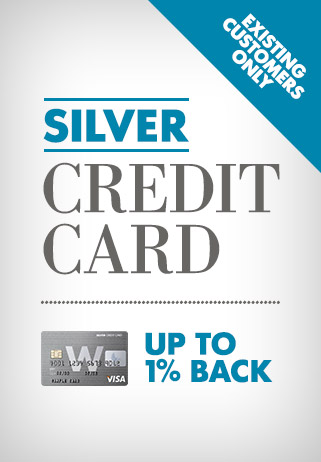 EXISTING
CUSTOMERS
ONLY
SILVER
CREDIT
CARD
W
VISA
UP TO
1% BACK